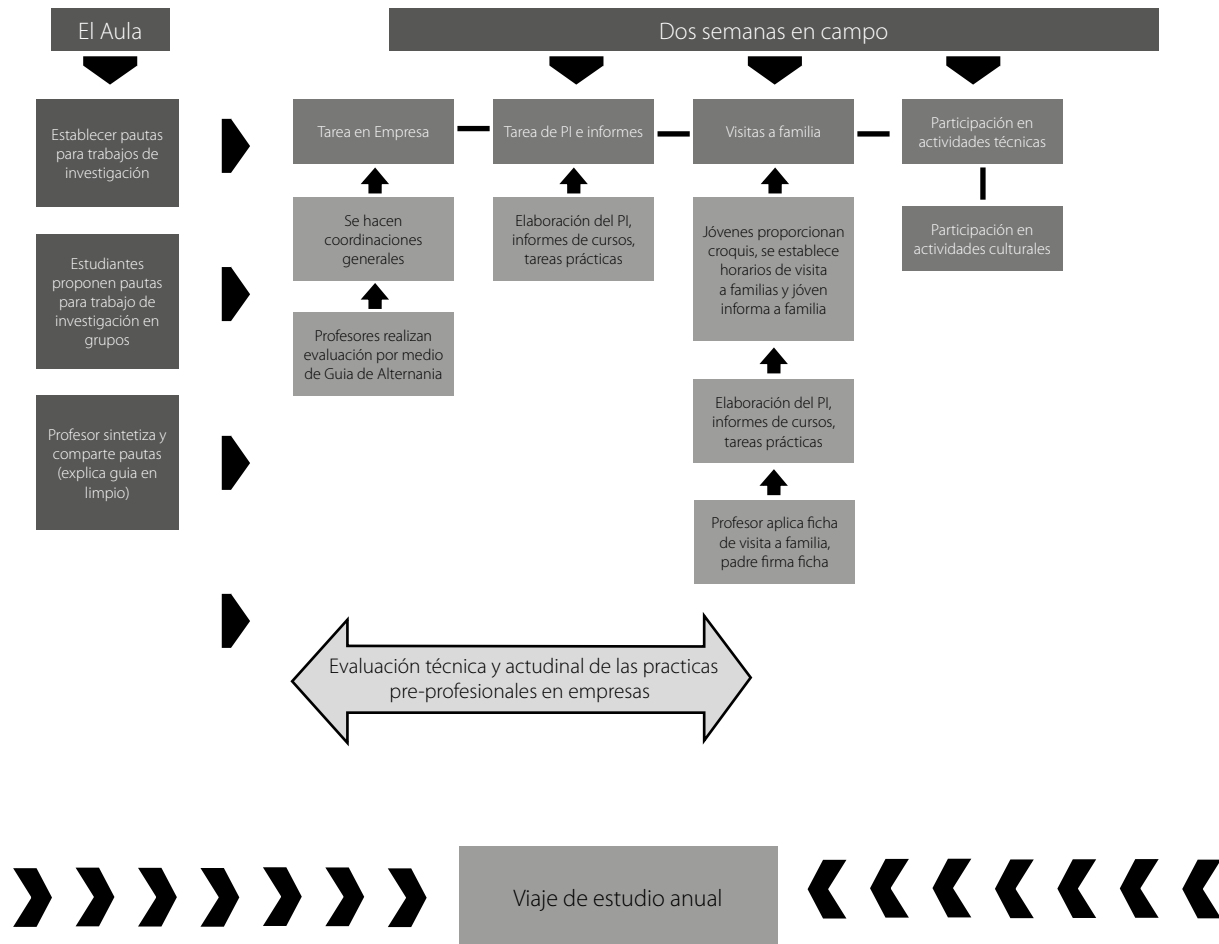 El Aula
Dos semanas en campo
Establecer pautas
para trabajos de
investigación
Estudiantes
proponen pautas
para trabajo de
investigación en
grupos
Profesor sintetiza y
comparte pautas
(explica guia en
limpio)
Tarea en Empresa
Se hacen
coordinaciones
generales
Profesores realizan
evaluación por medio
de Guia de Alternania
Tarea de PI e informes
Elaboración del PI,
informes de cursos,
tareas prácticas
Visitas a familia
Jóvenes proporcionan
croquis, se establece
horarios de visita
a familias y jóven
informa a familia
Elaboración del PI,
informes de cursos,
tareas prácticas
Profesor aplica ficha
de visita a família,
padre firma ficha
Participación en
actividades técnicas
Participación en
actividades culturales
Evaluación técnica y actudinal de las practicas
pre-profesionales en empresas
Viaje de estudio anual